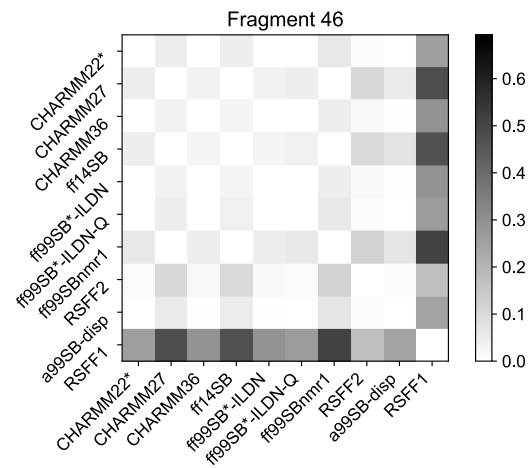 Fragment 46
CHARMM22*
CHARMM27
CHARMM36
ff14SB
ff99SB*-ILDN
ff99SB*-ILDN-Q
ff99SBnmr1
RSFF2
a99SB-disp
RSFF1
CHARMM22*
CHARMM27
CHARMM36
ff14SB
ff99SB*-ILDN
ff99SB*-ILDN-Q
ff99SBnmr1
RSFF2
a99SB-disp
RSFF1
0.6
0.5
0.4
0.3
0.2
0.1
0.0